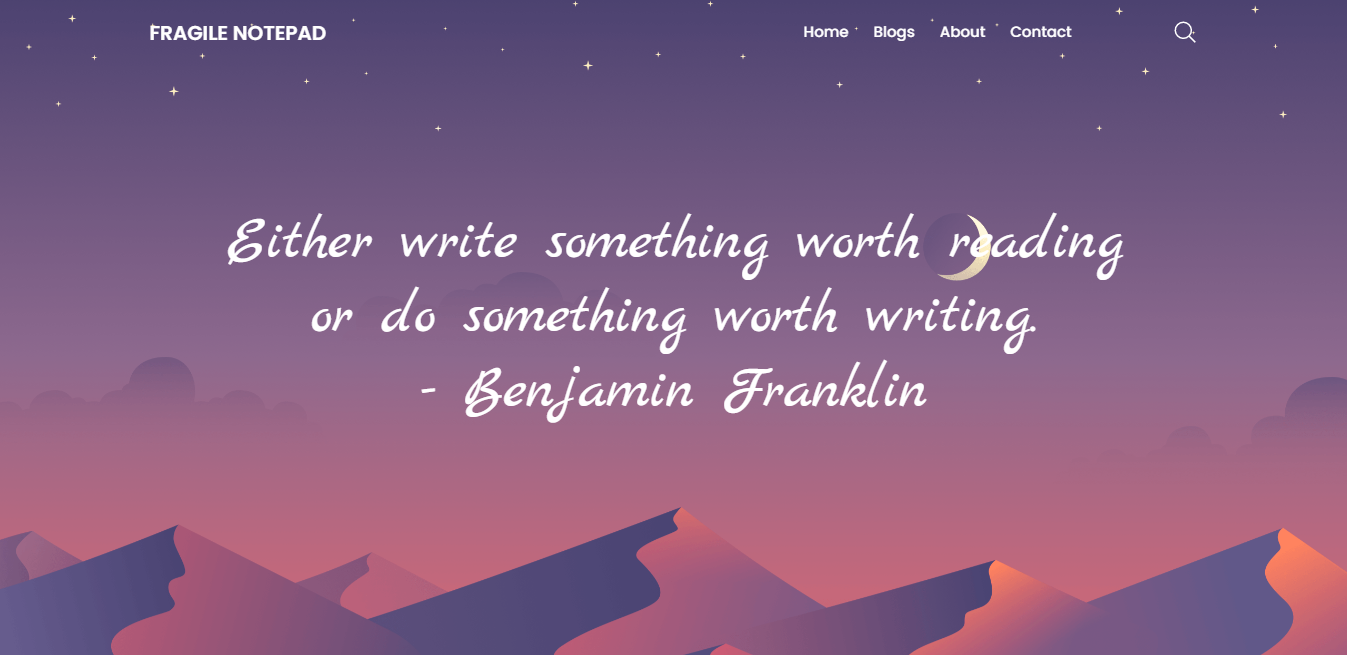 FRAGILE NOTEPAD
Home Blogs About Contact
Either write something worth reading
or do something worth writing.
- Benjamin Franklin